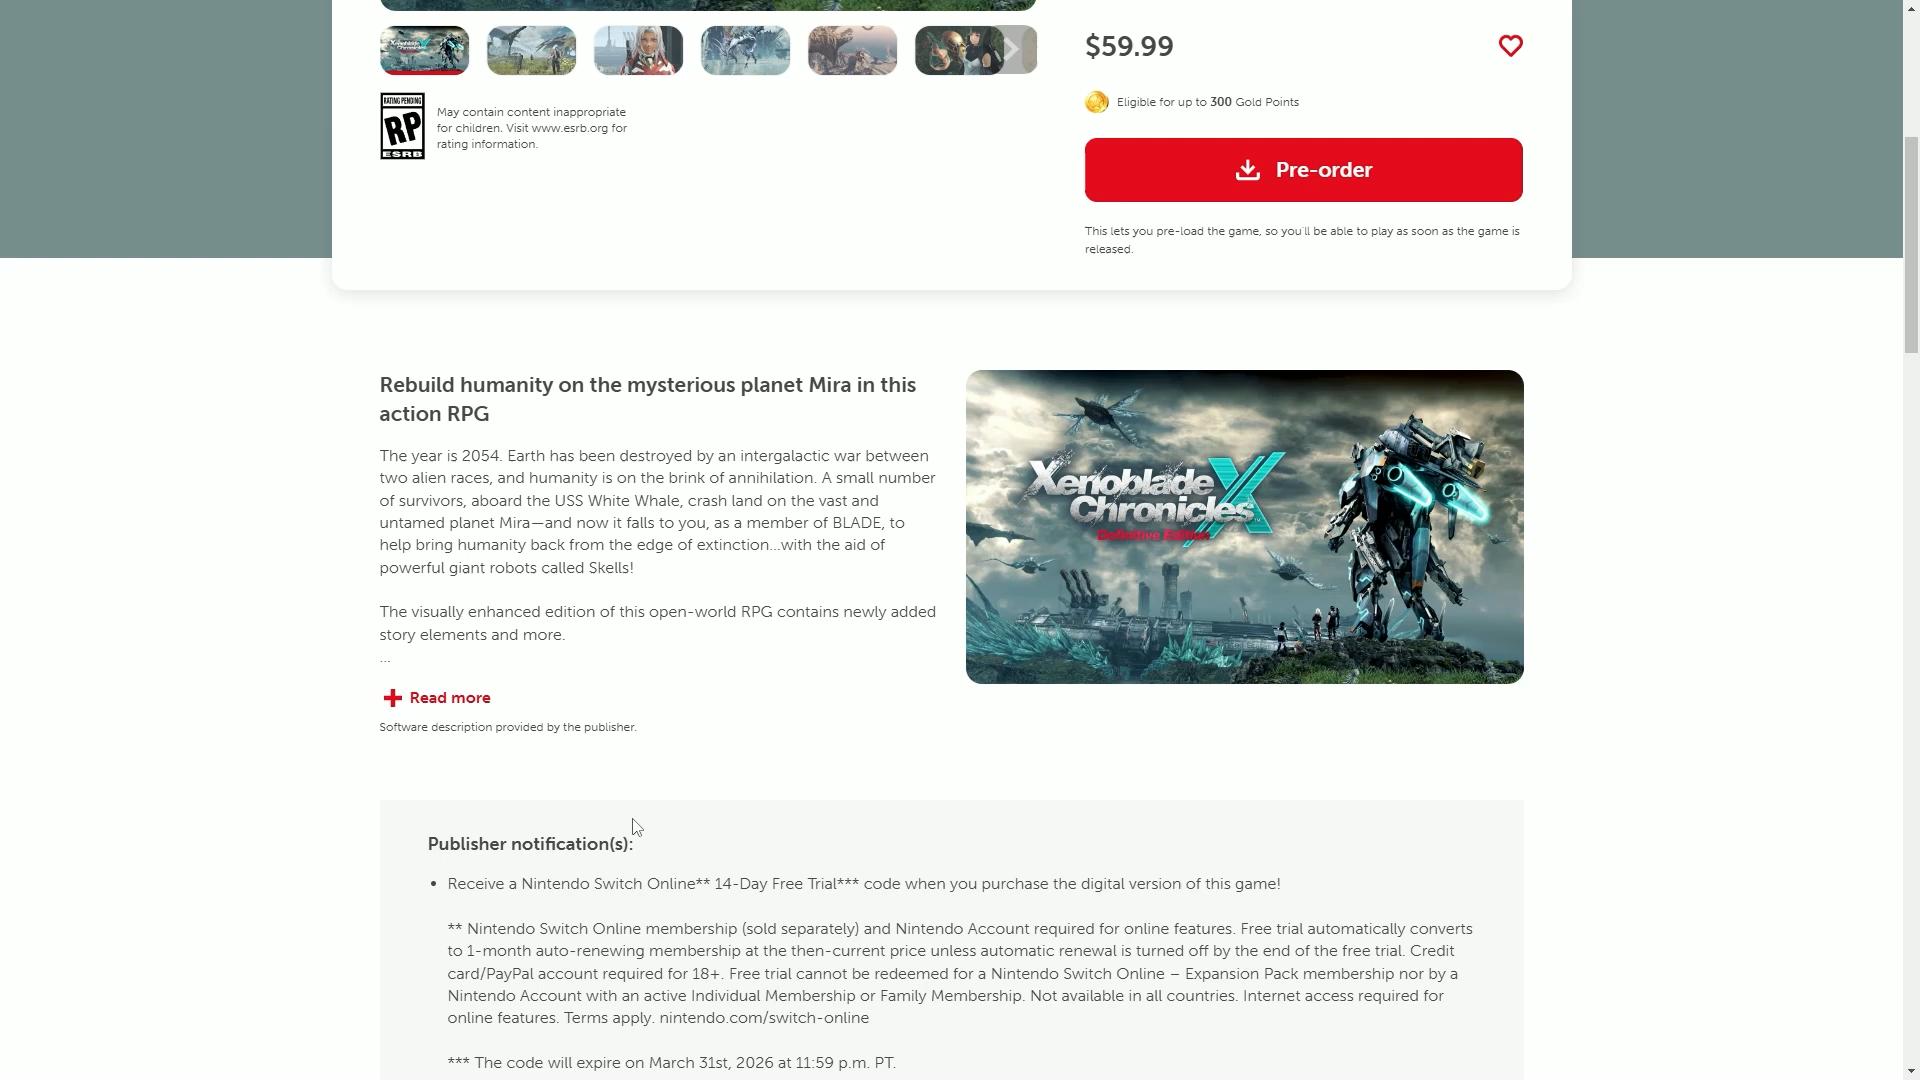 $59.99
RATING PENDING
RP
ESRB
May contain content inappropriate
for children. Visit www.esrb.org for
rating information.
Eligible for up to 300 Gold Points
Pre-order
This lets you pre-load the game, so you'll be able to play as soon as the game is
released.
Rebuild humanity on the mysterious planet Mira in this
action RPG
The year is 2054. Earth has been destroyed by an intergalactic war between
two alien races, and humanity is on the brink of annihilation. A small number
of survivors, aboard the USS White Whale, crash land on the vast and
untamed planet Mira—and now it falls to you, as a member of BLADE, to
help bring humanity back from the edge of extinction...with the aid of
powerful giant robots called Skells!
The visually enhanced edition of this open-world RPG contains newly added
story elements and more.
...
Read more
Software description provided by the publisher.
Xenoblade
Chronicles X
Definitive Edition
Publisher notification(s):
• Receive a Nintendo Switch Online** 14-Day Free Trial*** code when you purchase the digital version of this game!
** Nintendo Switch Online membership (sold separately) and Nintendo Account required for online features. Free trial automatically converts
to 1-month auto-renewing membership at the then-current price unless automatic renewal is turned off by the end of the free trial. Credit
card/PayPal account required for 18+. Free trial cannot be redeemed for a Nintendo Switch Online – Expansion Pack membership nor by a
Nintendo Account with an active Individual Membership or Family Membership. Not available in all countries. Internet access required for
online features. Terms apply. nintendo.com/switch-online
*** The code will expire on March 31st, 2026 at 11:59 p.m. PT.